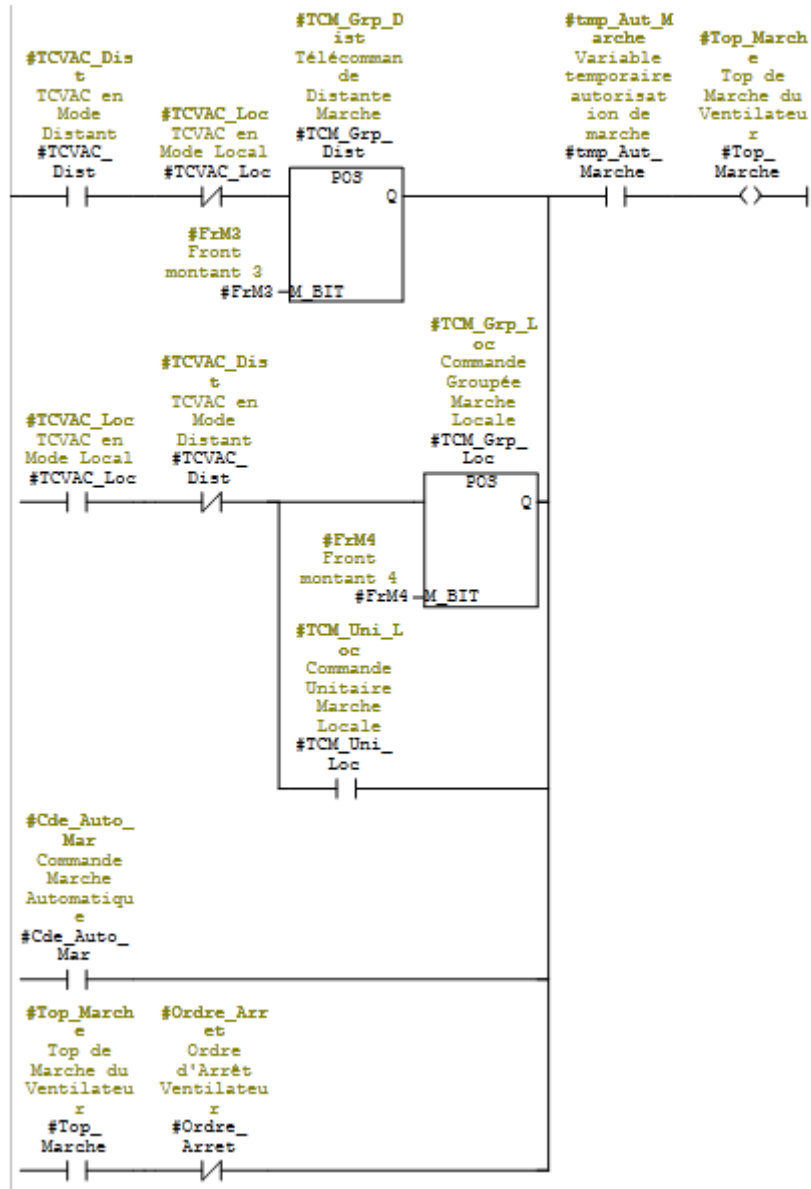 #TCVAC_Dis
t
TCVAC en
Mode
Distant
#TCVAC_
Dist
#TCVAC_Loc
TCVAC en
Mode Local
#TCVAC_Loc
#TCM_Grp_D
ist
Télécomman
de
Distante
Marche
#TCM_Grp_
Dist
POS
Q
#FrM3
Front
montant 3
#FrM3
M_BIT
#tmp_Aut_M
arche
Variable
temporaire
autorisat
ion de
marche
#tmp_Aut_
Marche
#Top_March
e
Top de
Marche du
Ventilateu
r
#Top_
Marche
#TCVAC_Loc
TCVAC en
Mode Local
#TCVAC_Loc
#TCVAC_Dis
t
TCVAC en
Mode
Distant
#TCVAC_
Dist
#TCM_Grp_L
oc
Commande
Groupée
Marche
Locale
#TCM_Grp_
Loc
POS
Q
#FrM4
Front
montant 4
#FrM4
M_BIT
#TCM_Uni_L
oc
Commande
Unitaire
Marche
Locale
#TCM_Uni_
Loc
#Cde_Auto_
Mar
Commande
Marche
Automatiqu
e
#Cde_Auto_
Mar
#Top_March
e
Top de
Marche du
Ventilateu
r
#Top_
Marche
#Ordre_Arr
et
Ordre
d'Arrêt
Ventilateu
r
#Ordre_
Arret